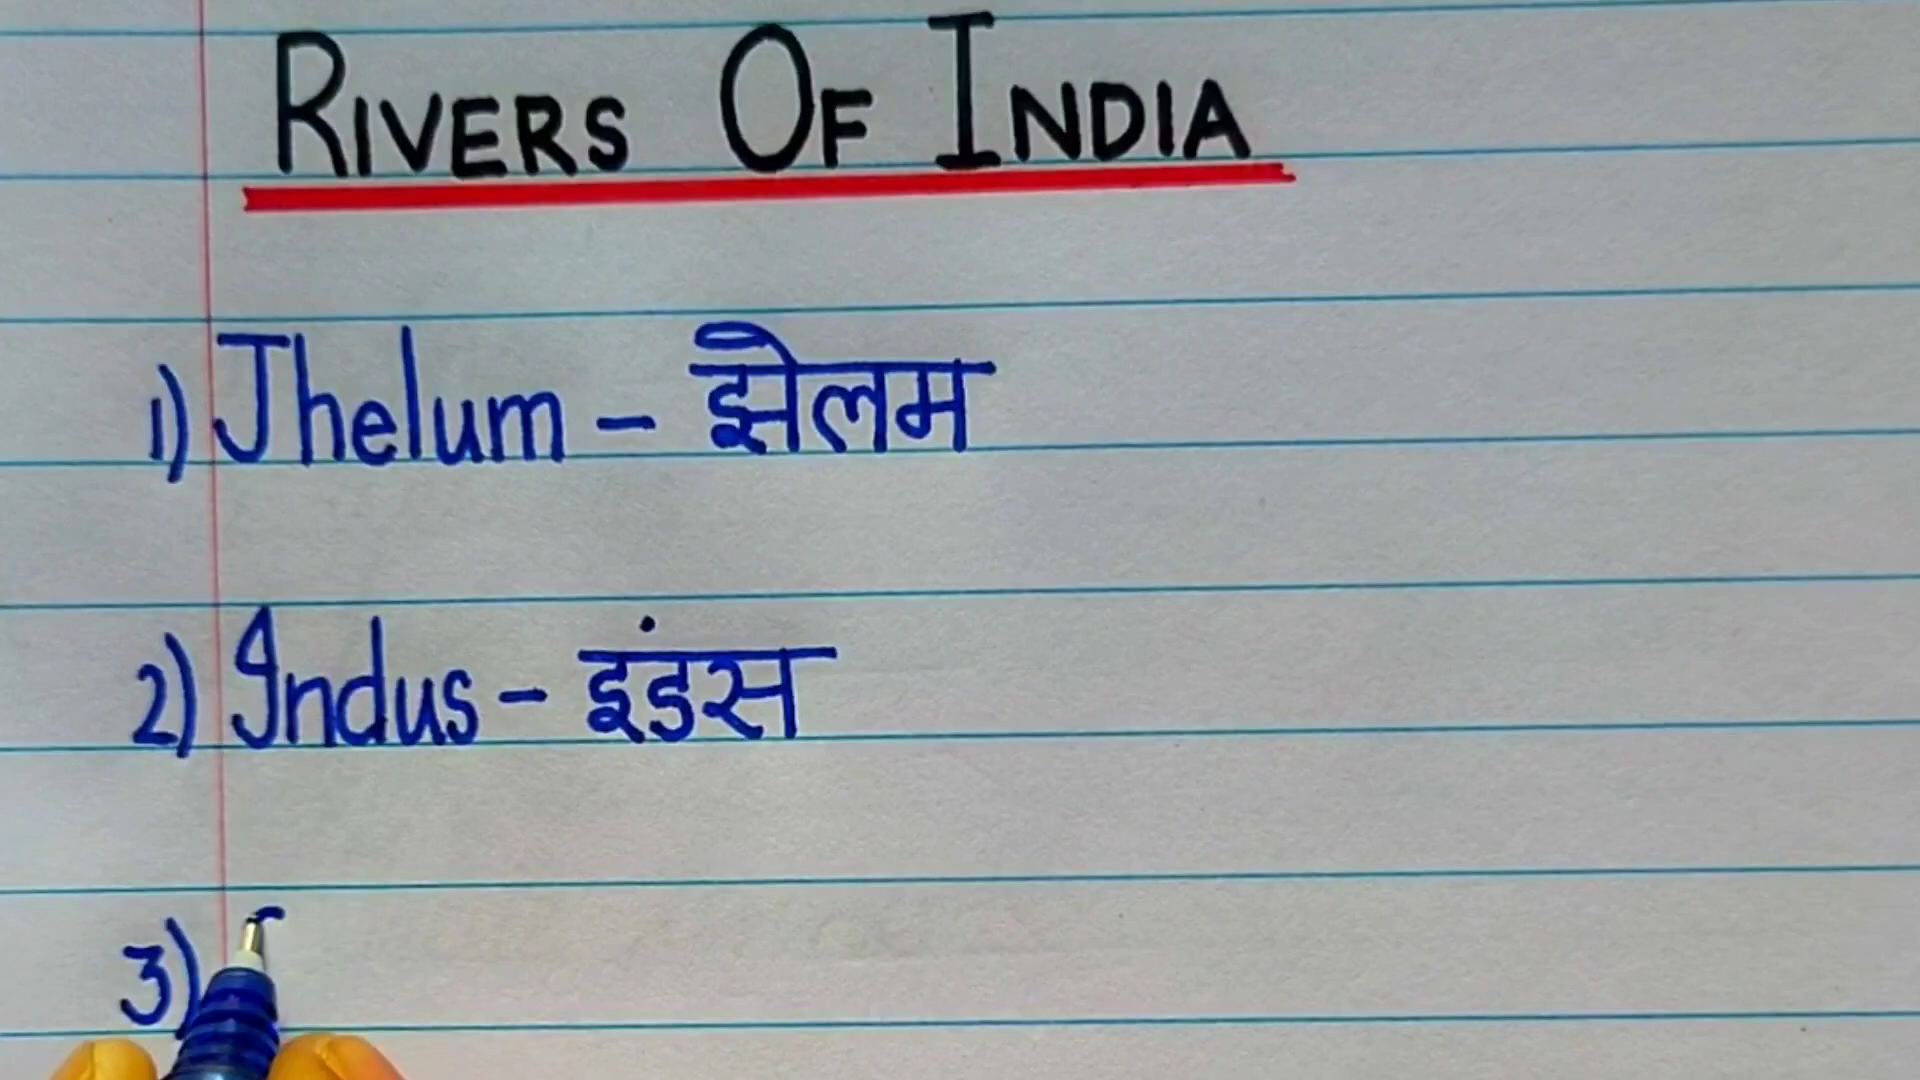 RIVERS OF INDIA
1) Jhelum - झेलम
2) Indus - इंडस
3)